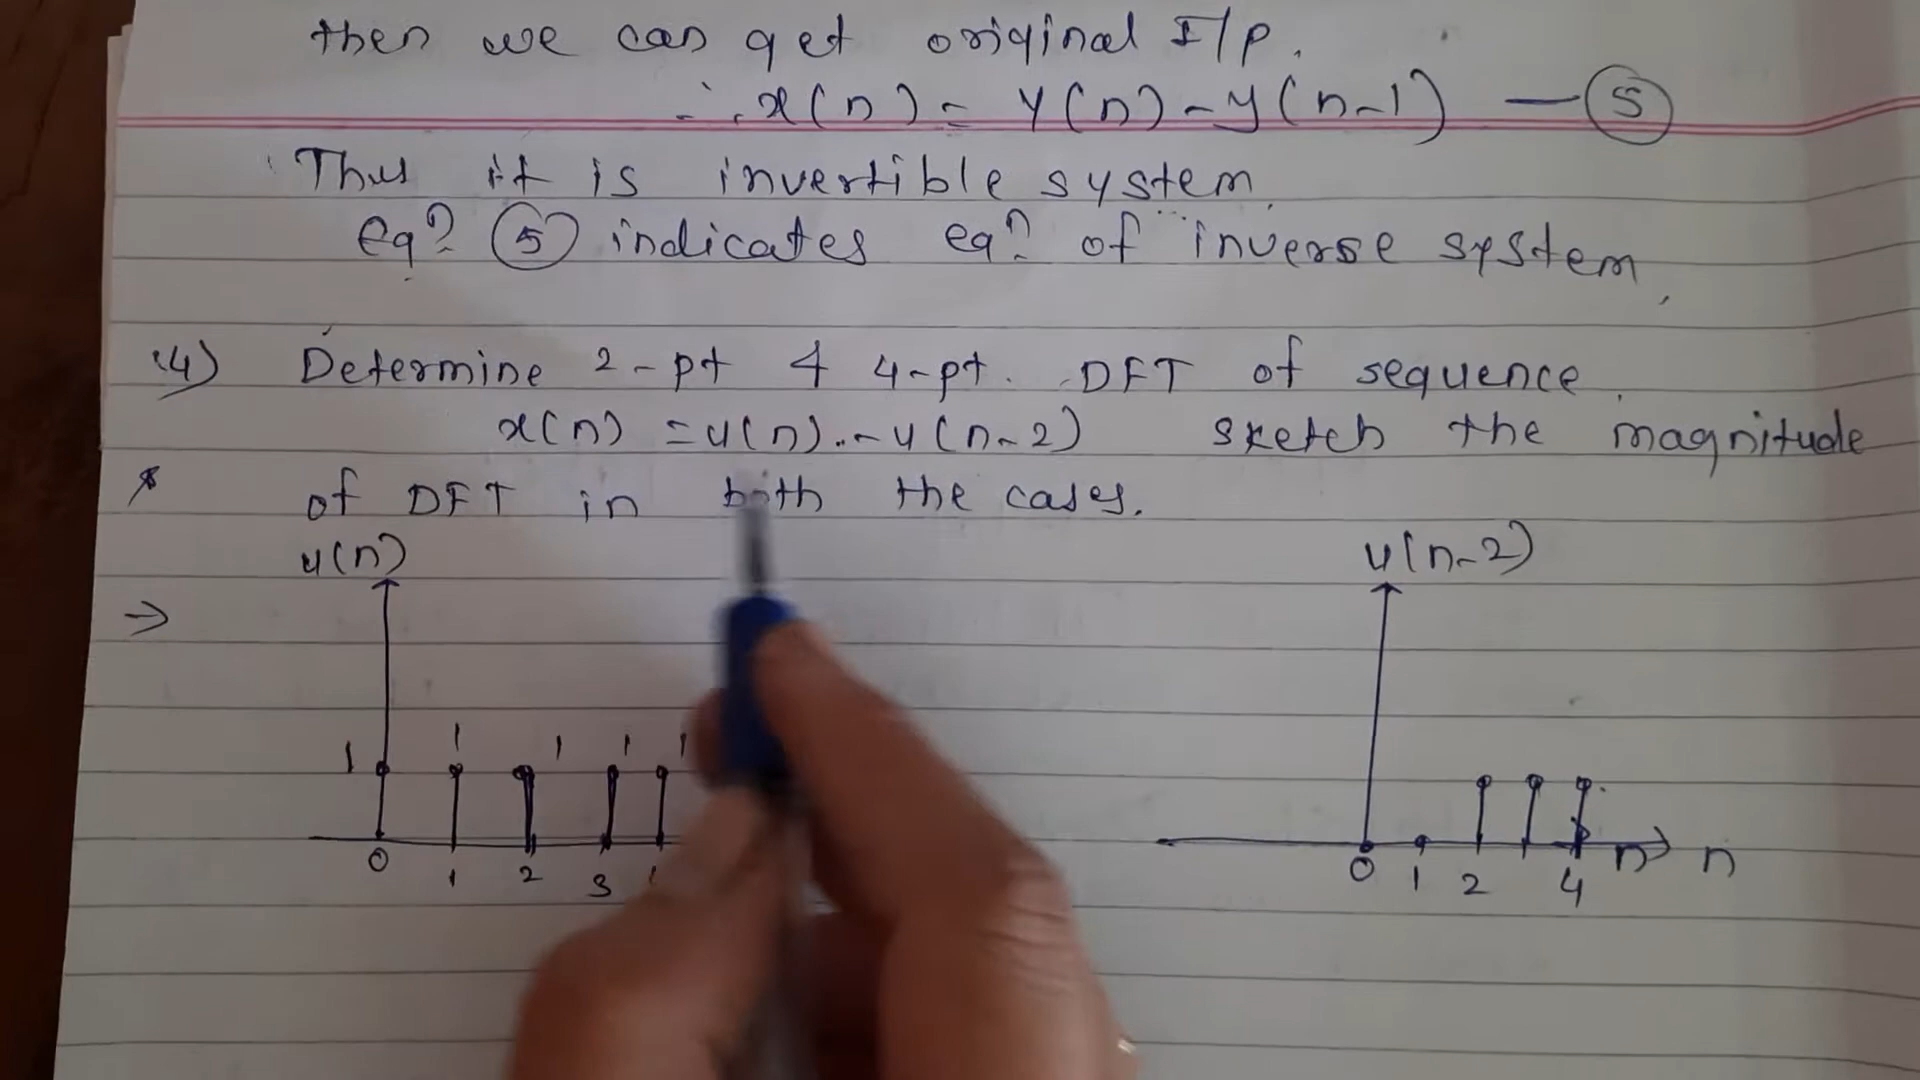 then we can get original I/p.
∴ x(n) = y(n) - y(n-1) — 5
Thus it is invertible system.
eqn. 5 indicates eqn. of inverse system.
(4) Determine 2-pt & 4-pt. DFT of sequence
x(n) = u(n) - u(n-2) sketch the magnitude
of DFT in both the cases.
u(n) u(n-2)
→
1 1 1 1 1
0 1 2 3
0 1 2 4 n n